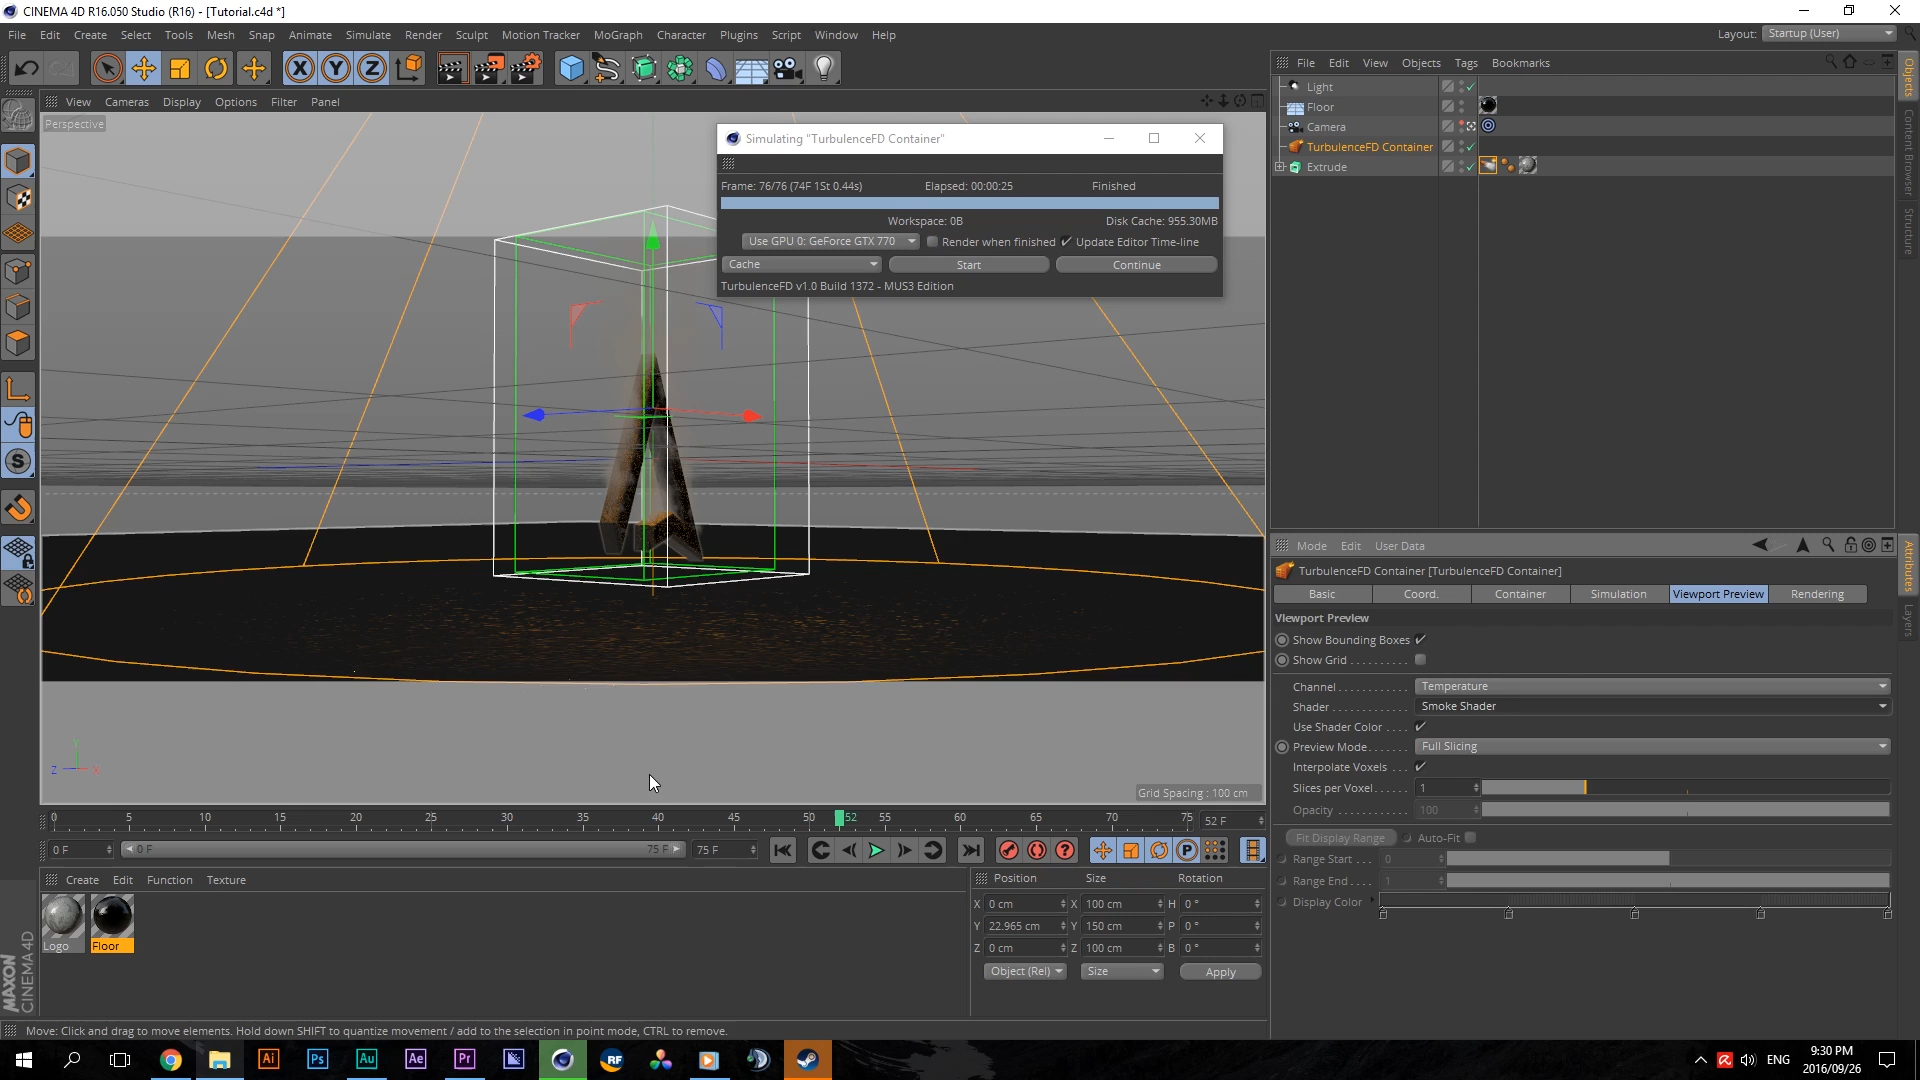 CINEMA 4D R16.050 Studio (R16) - [Tutorial.c4d *]
File Edit Create Select Tools Mesh Snap Animate Simulate Render Sculpt Motion Tracker MoGraph Character Plugins Script Window Help
Layout: Startup (User)
X Y Z
File Edit View Objects Tags Bookmarks
View Cameras Display Options Filter Panel
Perspective
Light
Floor
Camera
TurbulenceFD Container
Extrude
Objects
Content Browser
Structure
Simulating "TurbulenceFD Container"
Frame: 76/76 (74F 1St 0.44s) Elapsed: 00:00:25 Finished
Workspace: 0B Disk Cache: 955.30MB
Use GPU 0: GeForce GTX 770 Render when finished Update Editor Time-line
Cache Start Continue
TurbulenceFD v1.0 Build 1372 - MUS3 Edition
S
Y
Z X
Grid Spacing : 100 cm
Mode Edit User Data
TurbulenceFD Container [TurbulenceFD Container]
Basic Coord. Container Simulation Viewport Preview Rendering
Viewport Preview
Show Bounding Boxes
Show Grid . . . . . . . . . .
Channel . . . . . . . . . . . . Temperature
Shader . . . . . . . . . . . . . Smoke Shader
Use Shader Color . . . .
Preview Mode . . . . . . . Full Slicing
Interpolate Voxels . . .
Slices per Voxel . . . . . . 1
Opacity . . . . . . . . . . . . 100
Fit Display Range Auto-Fit
Range Start . . . 0
Range End . . . . 1
Display Color
Attributes
Layers
0 5 10 15 20 25 30 35 40 45 50 52 55 60 65 70 75 52 F
0 F 0 F 75 F 75 F
P
Create Edit Function Texture
Logo Floor
MAXON
CINEMA 4D
Position Size Rotation
X 0 cm X 100 cm H 0 °
Y 22.965 cm Y 150 cm P 0 °
Z 0 cm Z 100 cm B 0 °
Object (Rel) Size Apply
Move: Click and drag to move elements. Hold down SHIFT to quantize movement / add to the selection in point mode, CTRL to remove.
Ai Ps Au Ae Pr RF
ENG
9:30 PM
2016/09/26